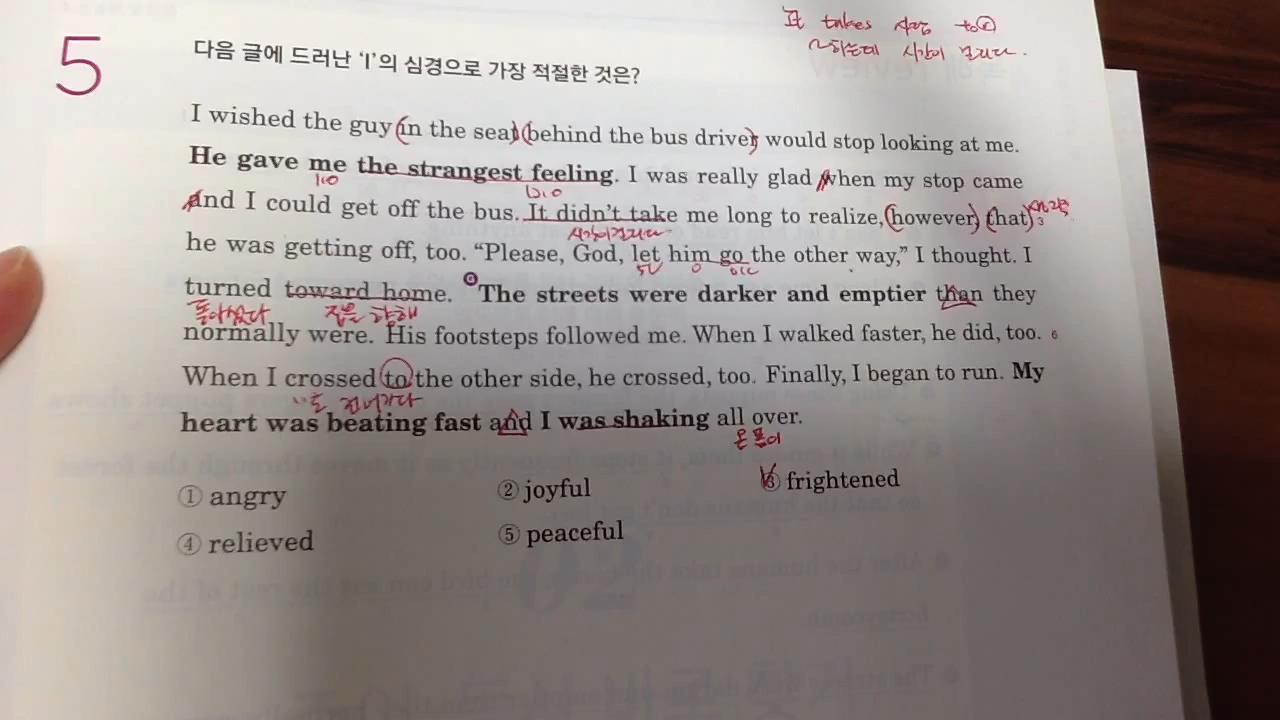 It takes 사람 to ⓡ
~하는데 시간이 걸리다.
5
다음 글에 드러난 'I'의 심경으로 가장 적절한 것은?
I wished the guy (in the seat) (behind the bus driver) would stop looking at me.
He gave me the strangest feeling. I was really glad when my stop came
I.O D.O
and I could get off the bus. It didn't take me long to realize, (however) (that)
시간이 걸리다
he was getting off, too. "Please, God, let him go the other way," I thought. I
5V O O.C
turned toward home. The streets were darker and emptier than they
돌아섰다 집을 향해
normally were. His footsteps followed me. When I walked faster, he did, too.
When I crossed to the other side, he crossed, too. Finally, I began to run. My
건너가다
heart was beating fast and I was shaking all over.
온몸이
① angry ② joyful ③ frightened
④ relieved ⑤ peaceful